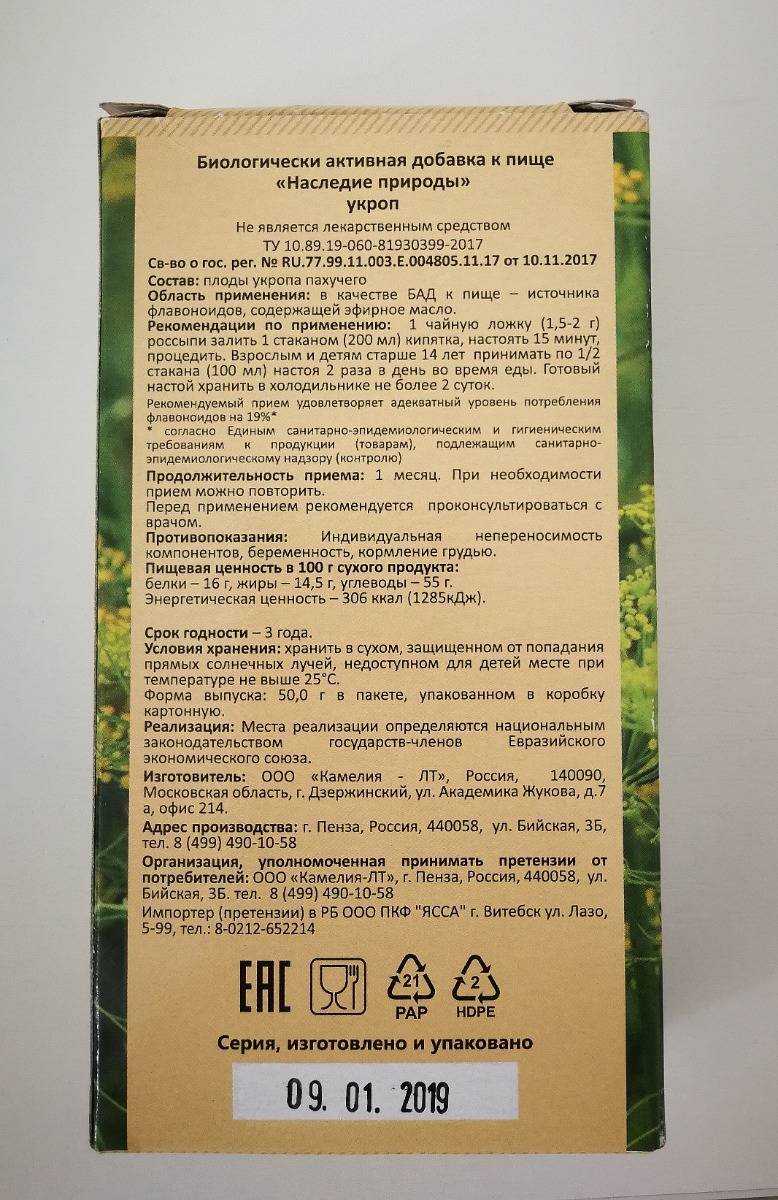 Биологически активная добавка к пище
«Наследие природы»
укроп
Не является лекарственным средством
ТУ 10.89.19-060-81930399-2017
Св-во о гос. рег. № RU.77.99.11.003.Е.004805.11.17 от 10.11.2017
Состав: плоды укропа пахучего
Область применения: в качестве БАД к пище – источника
флавоноидов, содержащей эфирное масло.
Рекомендации по применению: 1 чайную ложку (1,5-2 г)
россыпи залить 1 стаканом (200 мл) кипятка, настоять 15 минут,
процедить. Взрослым и детям старше 14 лет принимать по 1/2
стакана (100 мл) настоя 2 раза в день во время еды. Готовый
настой хранить в холодильнике не более 2 суток.
Рекомендуемый прием удовлетворяет адекватный уровень потребления
флавоноидов на 19%*
* согласно Единым санитарно-эпидемиологическим и гигиеническим
требованиям к продукции (товарам), подлежащим санитарно-
эпидемиологическому надзору (контролю)
Продолжительность приема: 1 месяц. При необходимости
прием можно повторить.
Перед применением рекомендуется проконсультироваться с
врачом.
Противопоказания: Индивидуальная непереносимость
компонентов, беременность, кормление грудью.
Пищевая ценность в 100 г сухого продукта:
белки – 16 г, жиры – 14,5 г, углеводы – 55 г.
Энергетическая ценность – 306 ккал (1285кДж).
Срок годности – 3 года.
Условия хранения: хранить в сухом, защищенном от попадания
прямых солнечных лучей, недоступном для детей месте при
температуре не выше 25°С.
Форма выпуска: 50,0 г в пакете, упакованном в коробку
картонную.
Реализация: Места реализации определяются национальным
законодательством государств-членов Евразийского
экономического союза.
Изготовитель: ООО «Камелия - ЛТ», Россия, 140090,
Московская область, г. Дзержинский, ул. Академика Жукова, д.7
а, офис 214.
Адрес производства: г. Пенза, Россия, 440058, ул. Бийская, 3Б,
тел. 8 (499) 490-10-58
Организация, уполномоченная принимать претензии от
потребителей: ООО «Камелия-ЛТ», г. Пенза, Россия, 440058, ул.
Бийская, 3Б. тел. 8 (499) 490-10-58
Импортер (претензии) в РБ ООО ПКФ "ЯССА" г. Витебск ул. Лазо,
5-99, тел.: 8-0212-652214
ЕАС 21 2
PAP HDPE
Серия, изготовлено и упаковано
09. 01. 2019